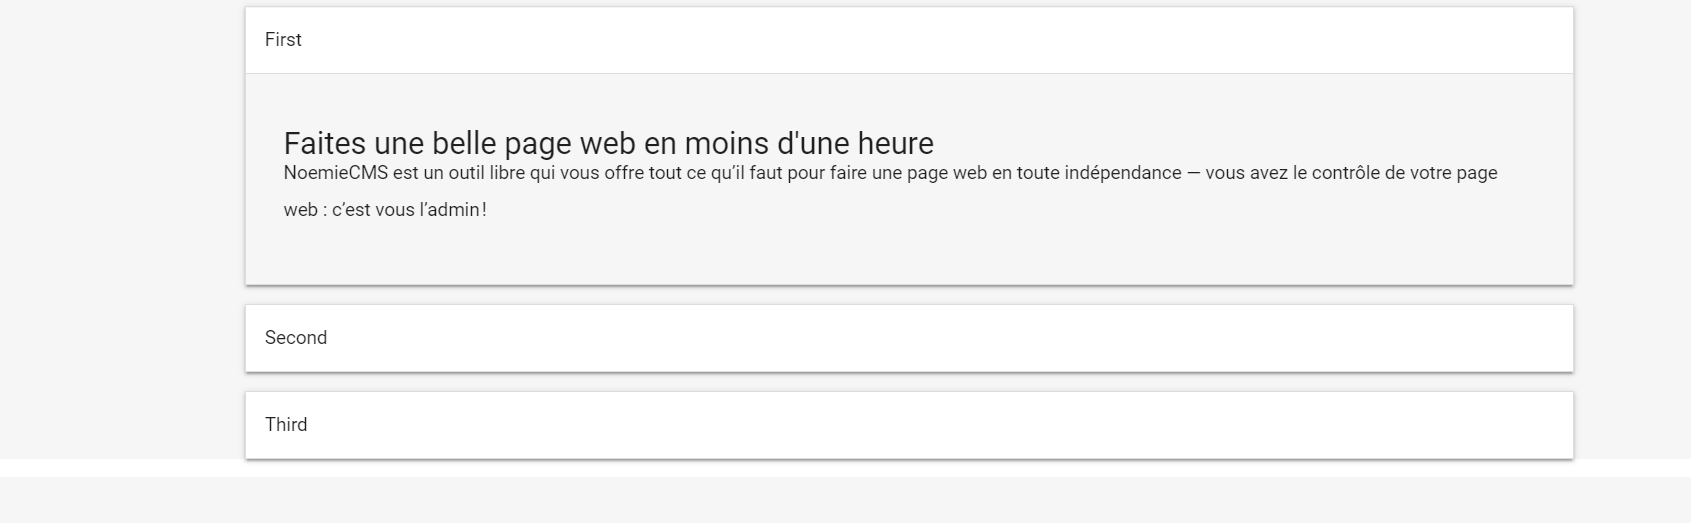 First
Faites une belle page web en moins d'une heure
NoemieCMS est un outil libre qui vous offre tout ce qu’il faut pour faire une page web en toute indépendance — vous avez le contrôle de votre page
web : c’est vous l’admin !
Second
Third